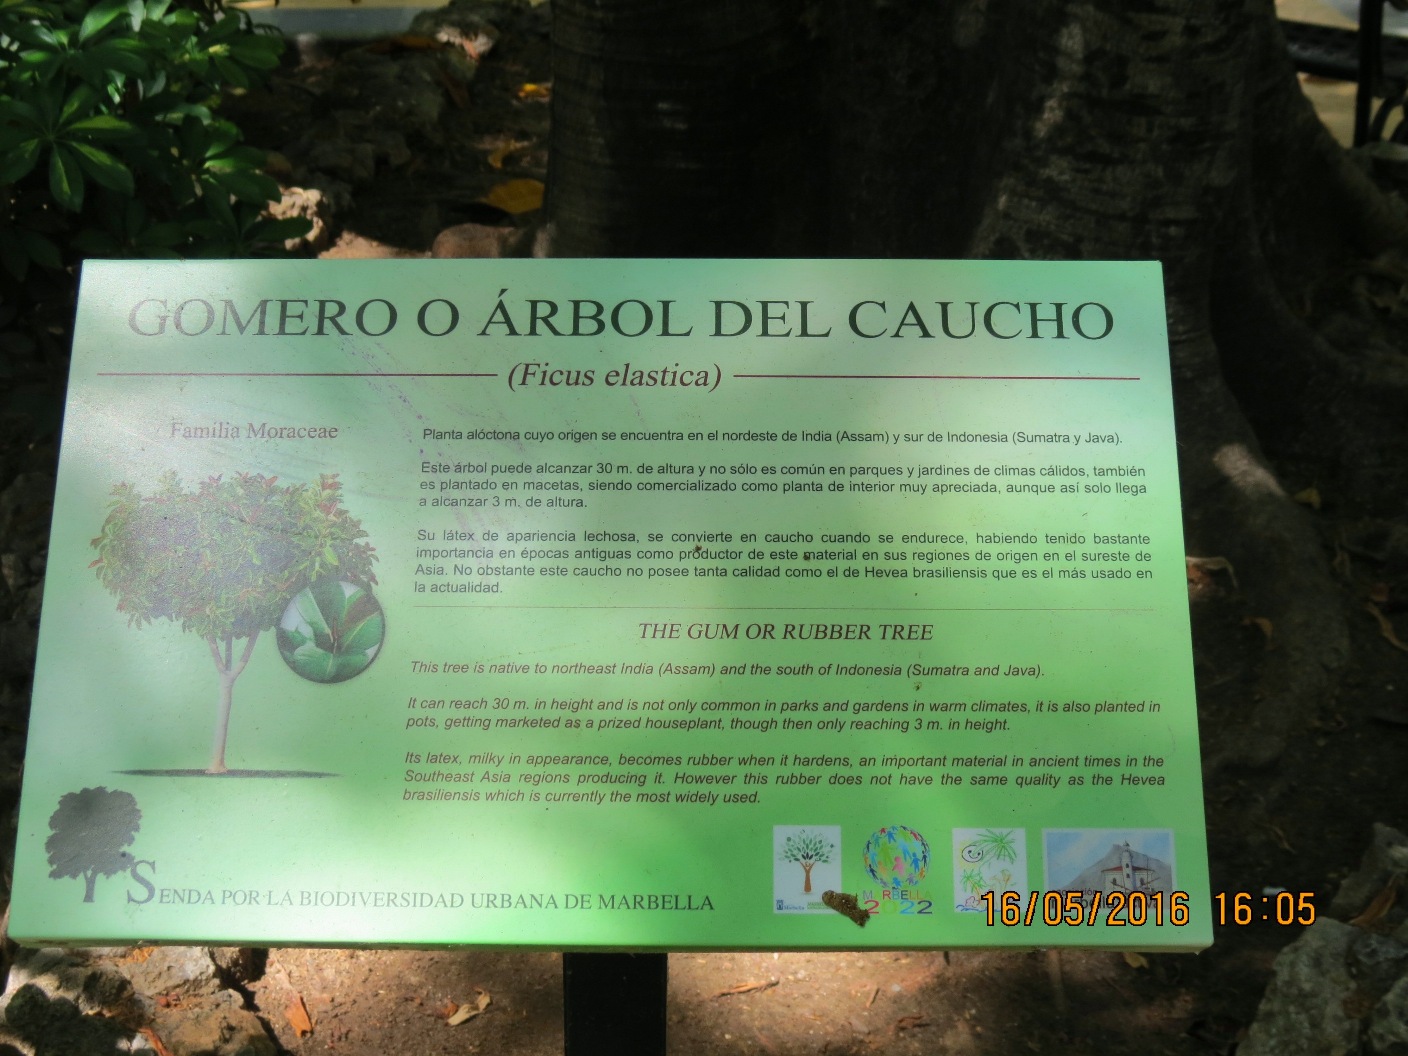 GOMERO O ÁRBOL DEL CAUCHO
(Ficus elastica)
Familia Moraceae
Planta alóctona cuyo origen se encuentra en el nordeste de India (Assam) y sur de Indonesia (Sumatra y Java).
Este árbol puede alcanzar 30 m. de altura y no sólo es común en parques y jardines de climas cálidos, también
es plantado en macetas, siendo comercializado como planta de interior muy apreciada, aunque así solo llega
a alcanzar 3 m. de altura.
Su látex de apariencia lechosa, se convierte en caucho cuando se endurece, habiendo tenido bastante
importancia en épocas antiguas como productor de este material en sus regiones de origen en el sureste de
Asia. No obstante este caucho no posee tanta calidad como el de Hevea brasiliensis que es el más usado en
la actualidad.
THE GUM OR RUBBER TREE
This tree is native to northeast India (Assam) and the south of Indonesia (Sumatra and Java).
It can reach 30 m. in height and is not only common in parks and gardens in warm climates, it is also planted in
pots, getting marketed as a prized houseplant, though then only reaching 3 m. in height.
Its latex, milky in appearance, becomes rubber when it hardens, an important material in ancient times in the
Southeast Asia regions producing it. However this rubber does not have the same quality as the Hevea
brasiliensis which is currently the most widely used.
SENDA POR LA BIODIVERSIDAD URBANA DE MARBELLA
MARBELLA
2022
16/05/2016 16:05